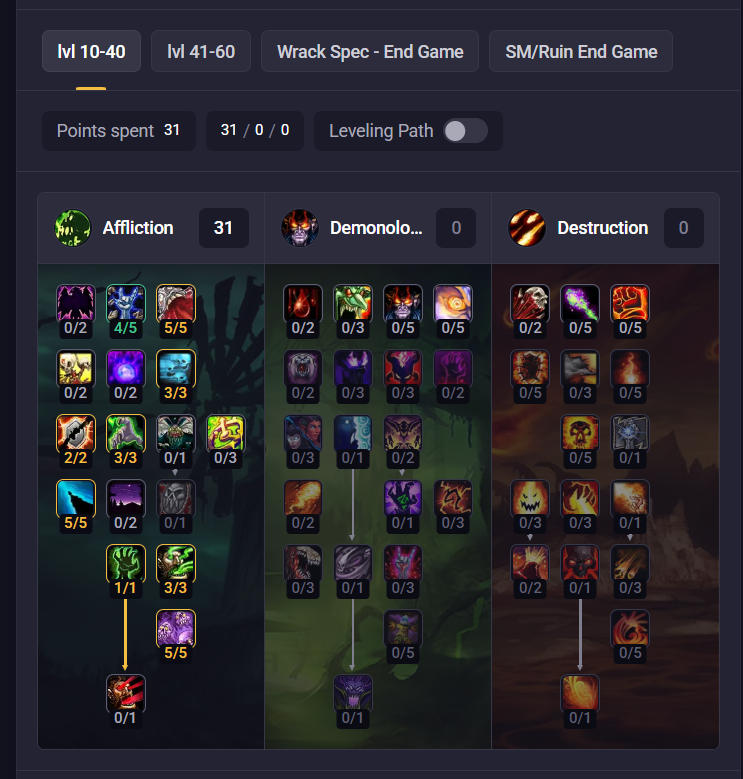 lvl 10-40 lvl 41-60 Wrack Spec - End Game SM/Ruin End Game
Points spent 31 31 / 0 / 0 Leveling Path
Affliction 31 Demonolo... 0 Destruction 0
0/2 4/5 5/5 0/2 0/3 0/5 0/5 0/2 0/5 0/5
0/2 0/2 3/3 0/2 0/3 0/3 0/2 0/5 0/3 0/5
2/2 3/3 0/1 0/3 0/3 0/1 0/2 0/5 0/1
5/5 0/2 0/1 0/2 0/1 0/3 0/3 0/3 0/1
1/1 3/3 0/3 0/1 0/3 0/2 0/1 0/3
5/5 0/5 0/5
0/1 0/1 0/1